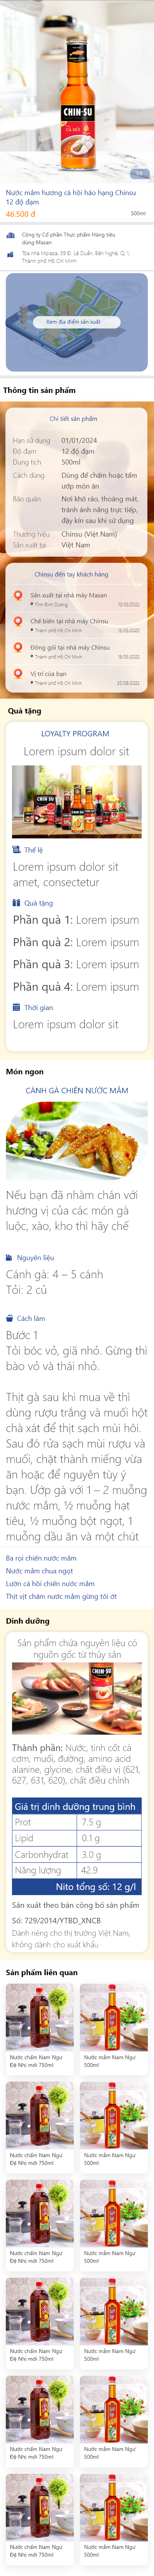 CHIN-SU
CÁ HỒI
1/6
Nước mắm hương cá hồi hảo hạng Chinsu
12 độ đạm
46.500 đ
500ml
Công ty Cổ phần Thực phẩm Hàng tiêu
dùng Masan
Tòa nhà mplaza, 39 Đ. Lê Duẩn, Bến Nghé, Q. 1,
Thành phố Hồ Chí Minh
Xem địa điểm sản xuất
Thông tin sản phẩm
Chi tiết sản phẩm
Hạn sử dụng 01/01/2024
Độ đạm 12 độ đạm
Dung tích 500ml
Cách dùng Dùng để chấm hoặc tẩm
ướp món ăn.
Bảo quản Nơi khô ráo, thoáng mát,
tránh ánh nắng trực tiếp,
đậy kín sau khi sử dụng
Thương hiệu Chinsu (Việt Nam)
Sản xuất tại Việt Nam
Chinsu đến tay khách hàng
Sản xuất tại nhà máy Masan
Tỉnh Bình Dương 10/05/2022
Chế biến tại nhà máy Chinsu
Thành phố Hồ Chí Minh 15/05/2022
Đóng gói tại nhà máy Chinsu
Thành phố Hồ Chí Minh 18/05/2022
Vị trí của bạn
Thành phố Hồ Chí Minh 20/08/2022
Quà tặng
LOYALTY PROGRAM
Lorem ipsum dolor sit
Thể lệ
Lorem ipsum dolor sit
amet, consectetur
Quà tặng
Phần quà 1: Lorem ipsum
Phần quà 2: Lorem ipsum
Phần quà 3: Lorem ipsum
Phần quà 4: Lorem ipsum
Thời gian
Lorem ipsum dolor sit
Món ngon
CÁNH GÀ CHIÊN NƯỚC MẮM
Nếu bạn đã nhàm chán với
hương vị của các món gà
luộc, xào, kho thì hãy chế
Nguyên liệu
Cánh gà: 4 – 5 cánh
Tỏi: 2 củ
Cách làm
Bước 1
Tỏi bóc vỏ, giã nhỏ. Gừng thì
bào vỏ và thái nhỏ.
Thịt gà sau khi mua về thì
dùng rượu trắng và muối hột
chà xát để thịt sạch mùi hôi.
Sau đó rửa sạch mùi rượu và
muối, chặt thành miếng vừa
ăn hoặc để nguyên tùy ý
bạn. Ướp gà với 1 – 2 muỗng
nước mắm, ½ muỗng hạt
tiêu, ½ muỗng bột ngọt, 1
muỗng dầu ăn và một chút
Ba rọi chiên nước mắm
Nước mắm chua ngọt
Lườn cá hồi chiên nước mắm
Thịt vịt chấm nước mắm gừng tỏi ớt
Dinh dưỡng
Sản phẩm chứa nguyên liệu có
nguồn gốc từ thủy sản
CHIN-SU
Thành phần: Nước, tinh cốt cá
cơm, muối, đường, amino acid
alanine, glycine, chất điều vị (621,
627, 631, 620), chất điều chỉnh
Giá trị dinh dưỡng trung bình
Prot 7.5 g
Lipid 0.1 g
Carbonhydrat 3.0 g
Năng lượng 42.9
Nito tổng số: 12 g/l
Sản xuất theo bản công bố sản phẩm
Số: 729/2014/YTBD_XNCB
Dành riêng cho thị trường Việt Nam,
không dành cho xuất khẩu
Sản phẩm liên quan
Nước chấm Nam Ngư Nước mắm Nam Ngư
Đệ Nhị mới 750ml 500ml
Nước chấm Nam Ngư Nước mắm Nam Ngư
Đệ Nhị mới 750ml 500ml
Nước chấm Nam Ngư Nước mắm Nam Ngư
Đệ Nhị mới 750ml 500ml
Nước chấm Nam Ngư Nước mắm Nam Ngư
Đệ Nhị mới 750ml 500ml
Nước chấm Nam Ngư Nước mắm Nam Ngư
Đệ Nhị mới 750ml 500ml
Nước chấm Nam Ngư Nước mắm Nam Ngư
Đệ Nhị mới 750ml 500ml